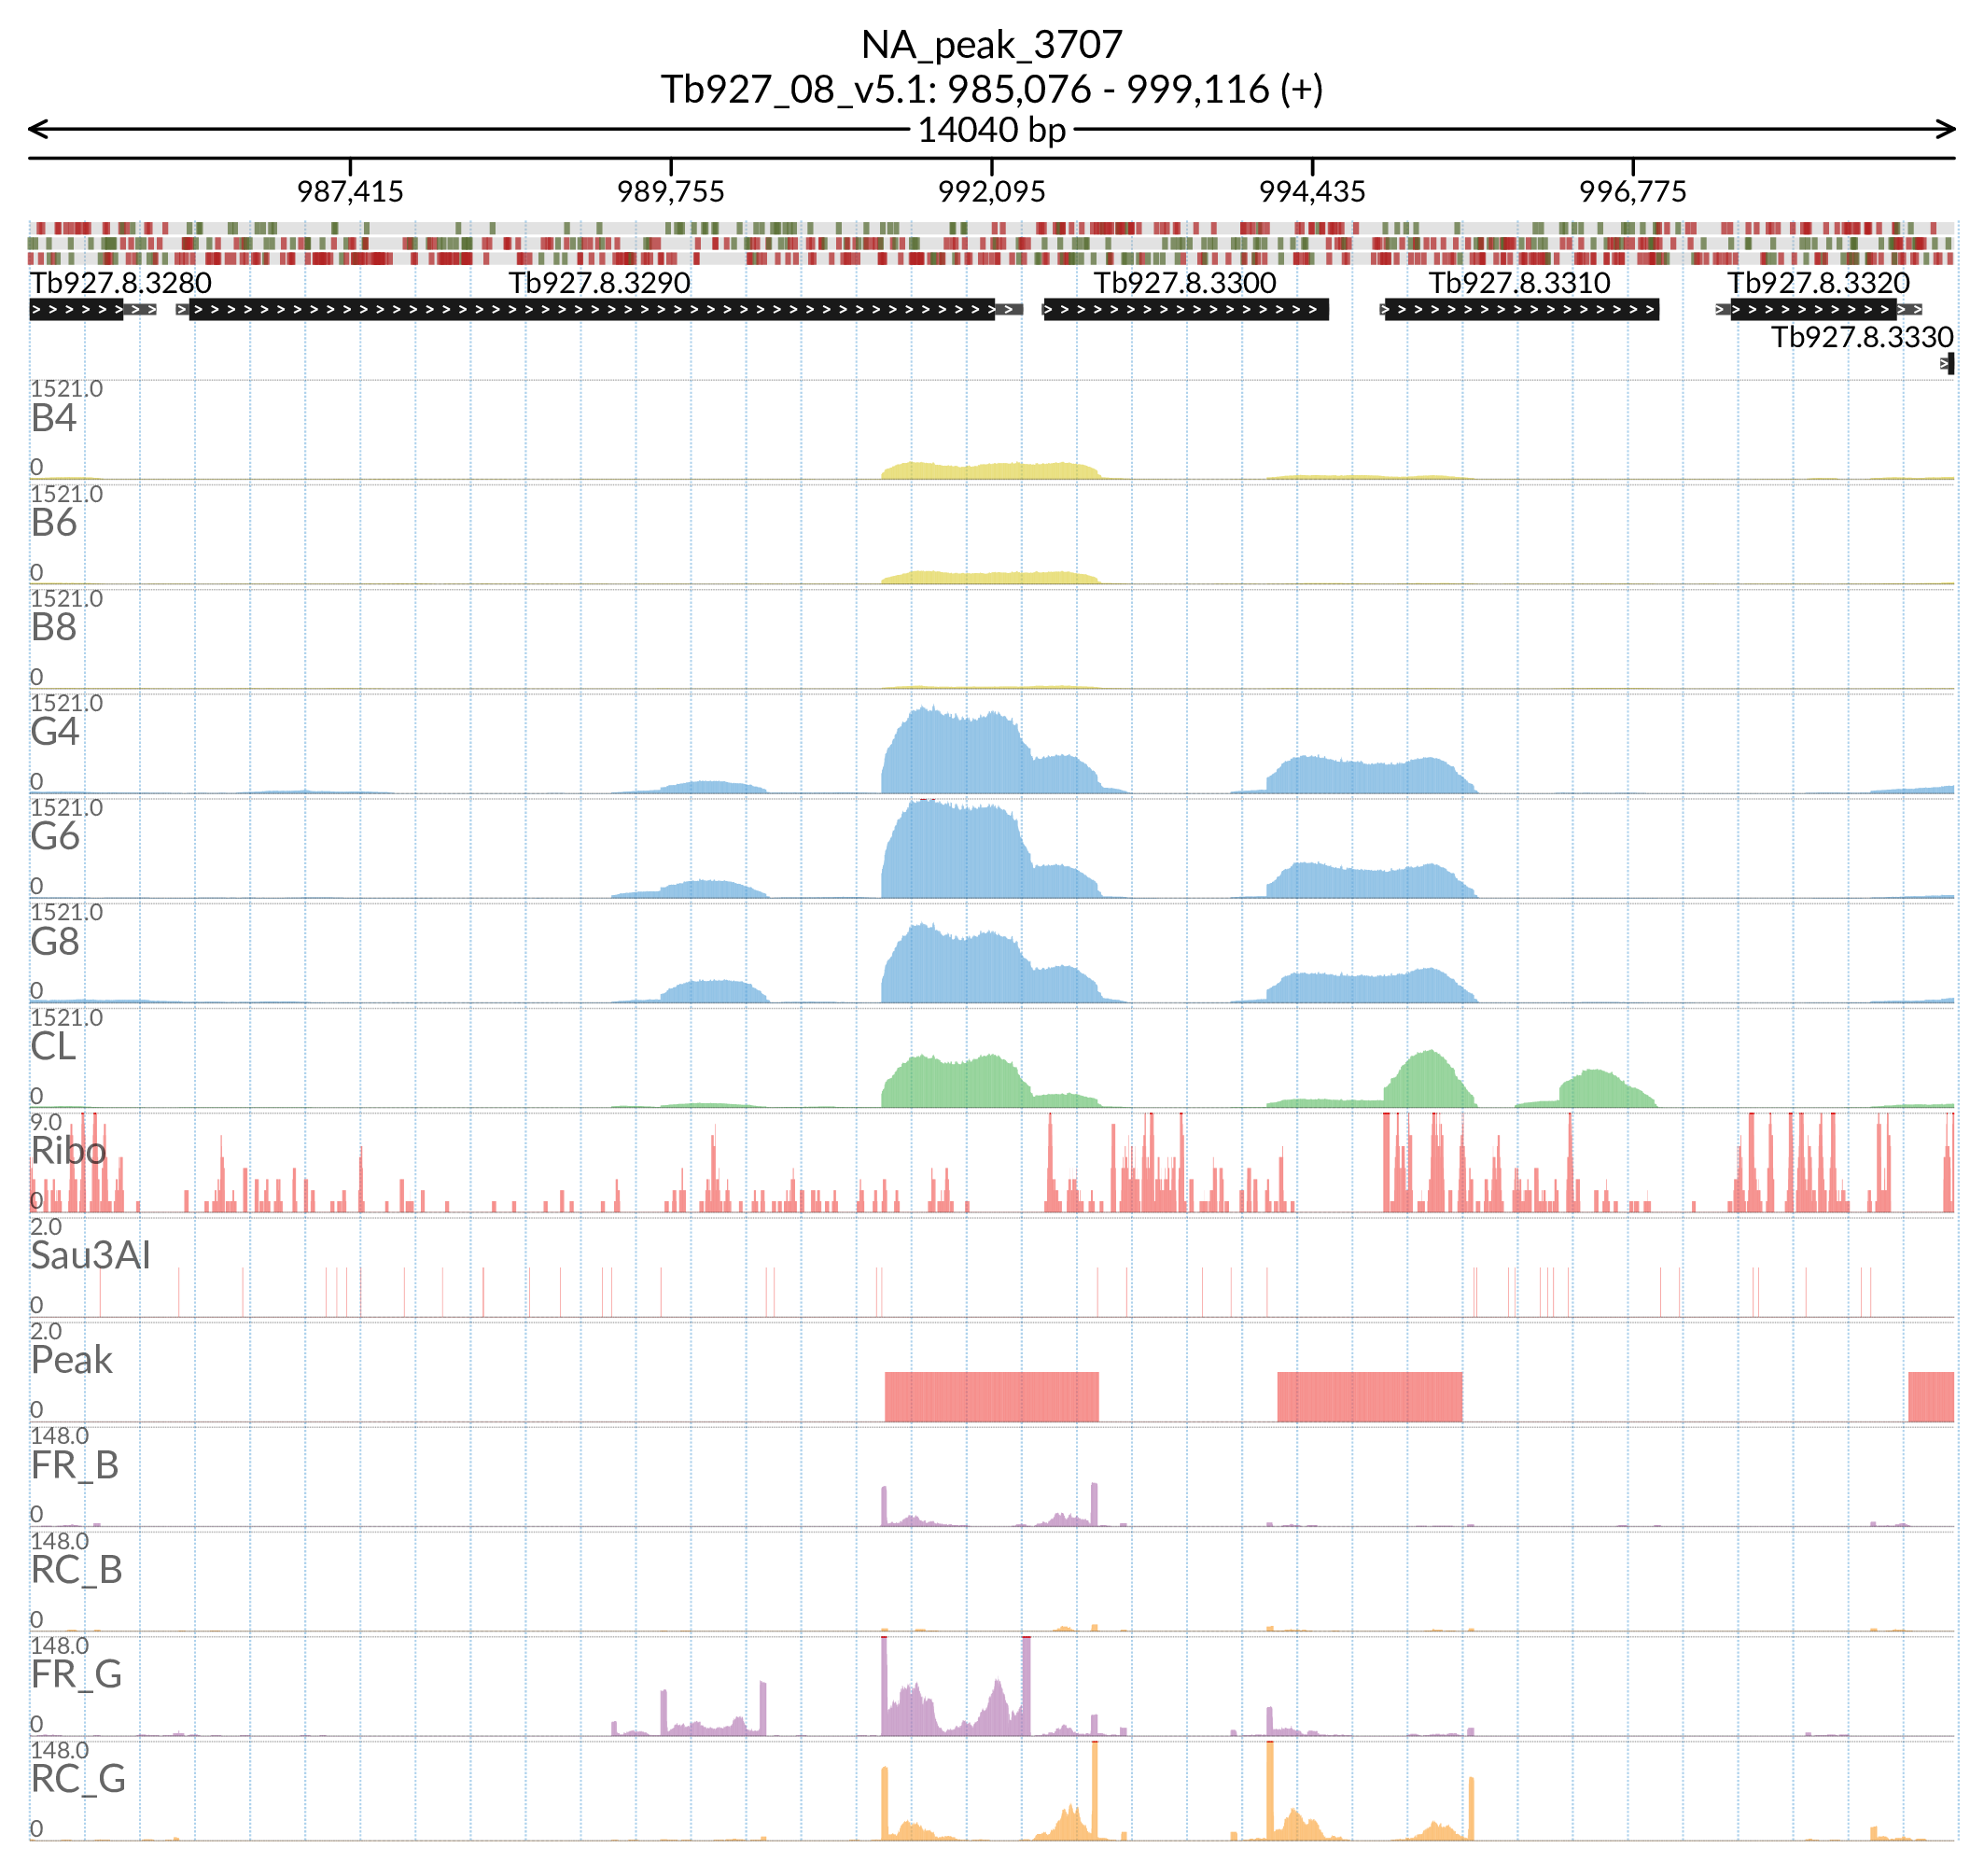 NA_peak_3707
Tb927_08_v5.1: 985,076 - 999,116 (+)
14040 bp
987,415 989,755 992,095 994,435 996,775
Tb927.8.3280 Tb927.8.3290 Tb927.8.3300 Tb927.8.3310 Tb927.8.3320
Tb927.8.3330
1521.0
B4
0
1521.0
B6
0
1521.0
B8
0
1521.0
G4
0
1521.0
G6
0
1521.0
G8
0
1521.0
CL
0
9.0
Ribo
0
2.0
Sau3AI
0
2.0
Peak
0
148.0
FR_B
0
148.0
RC_B
0
148.0
FR_G
0
148.0
RC_G
0